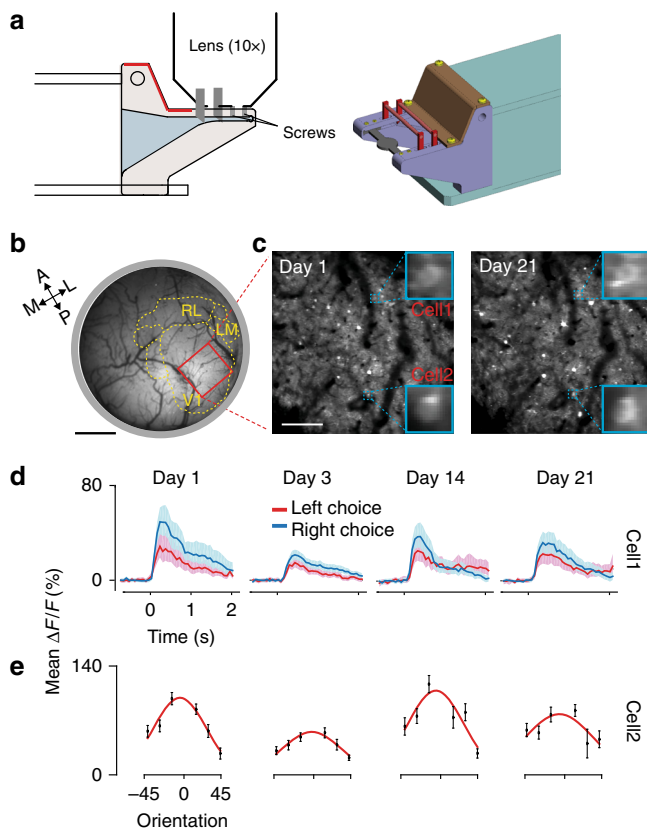 a
Lens (10×)
Screws
b
A
L
M
P
RL
LM
V1
c
Day 1
Cell1
Cell2
Day 21
d
Day 1
Day 3
Day 14
Day 21
80
0
Left choice
Right choice
Cell1
0
1
2
Time (s)
Mean ΔF/F (%)
e
140
0
Cell2
−45
0
45
Orientation